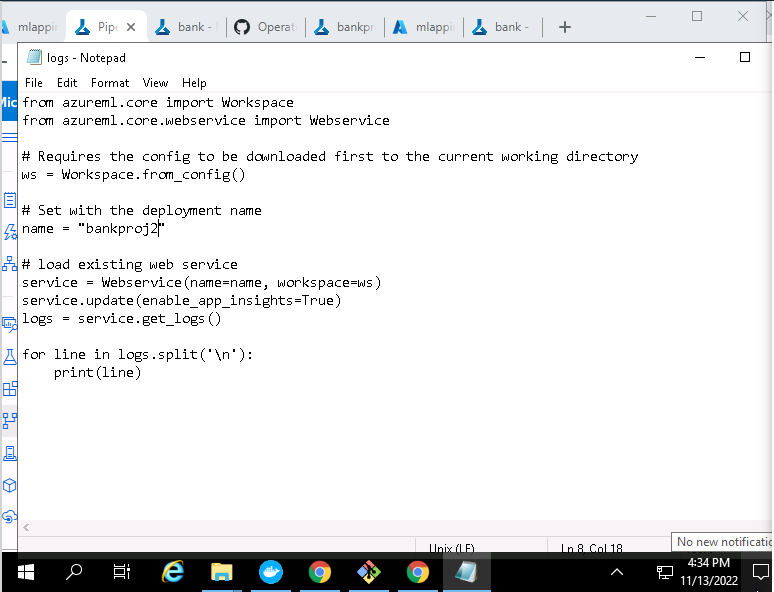 mlappi
Pipe
bank -
Operat
bankpr
mlappi
bank -
logs - Notepad
File Edit Format View Help
Mic
from azureml.core import Workspace
from azureml.core.webservice import Webservice
# Requires the config to be downloaded first to the current working directory
ws = Workspace.from_config()
# Set with the deployment name
name = "bankproj2"
# load existing web service
service = Webservice(name=name, workspace=ws)
service.update(enable_app_insights=True)
logs = service.get_logs()
for line in logs.split('\n'):
    print(line)
Unix (LF)
Ln 8, Col 18
No new notificatio
4:34 PM
11/13/2022